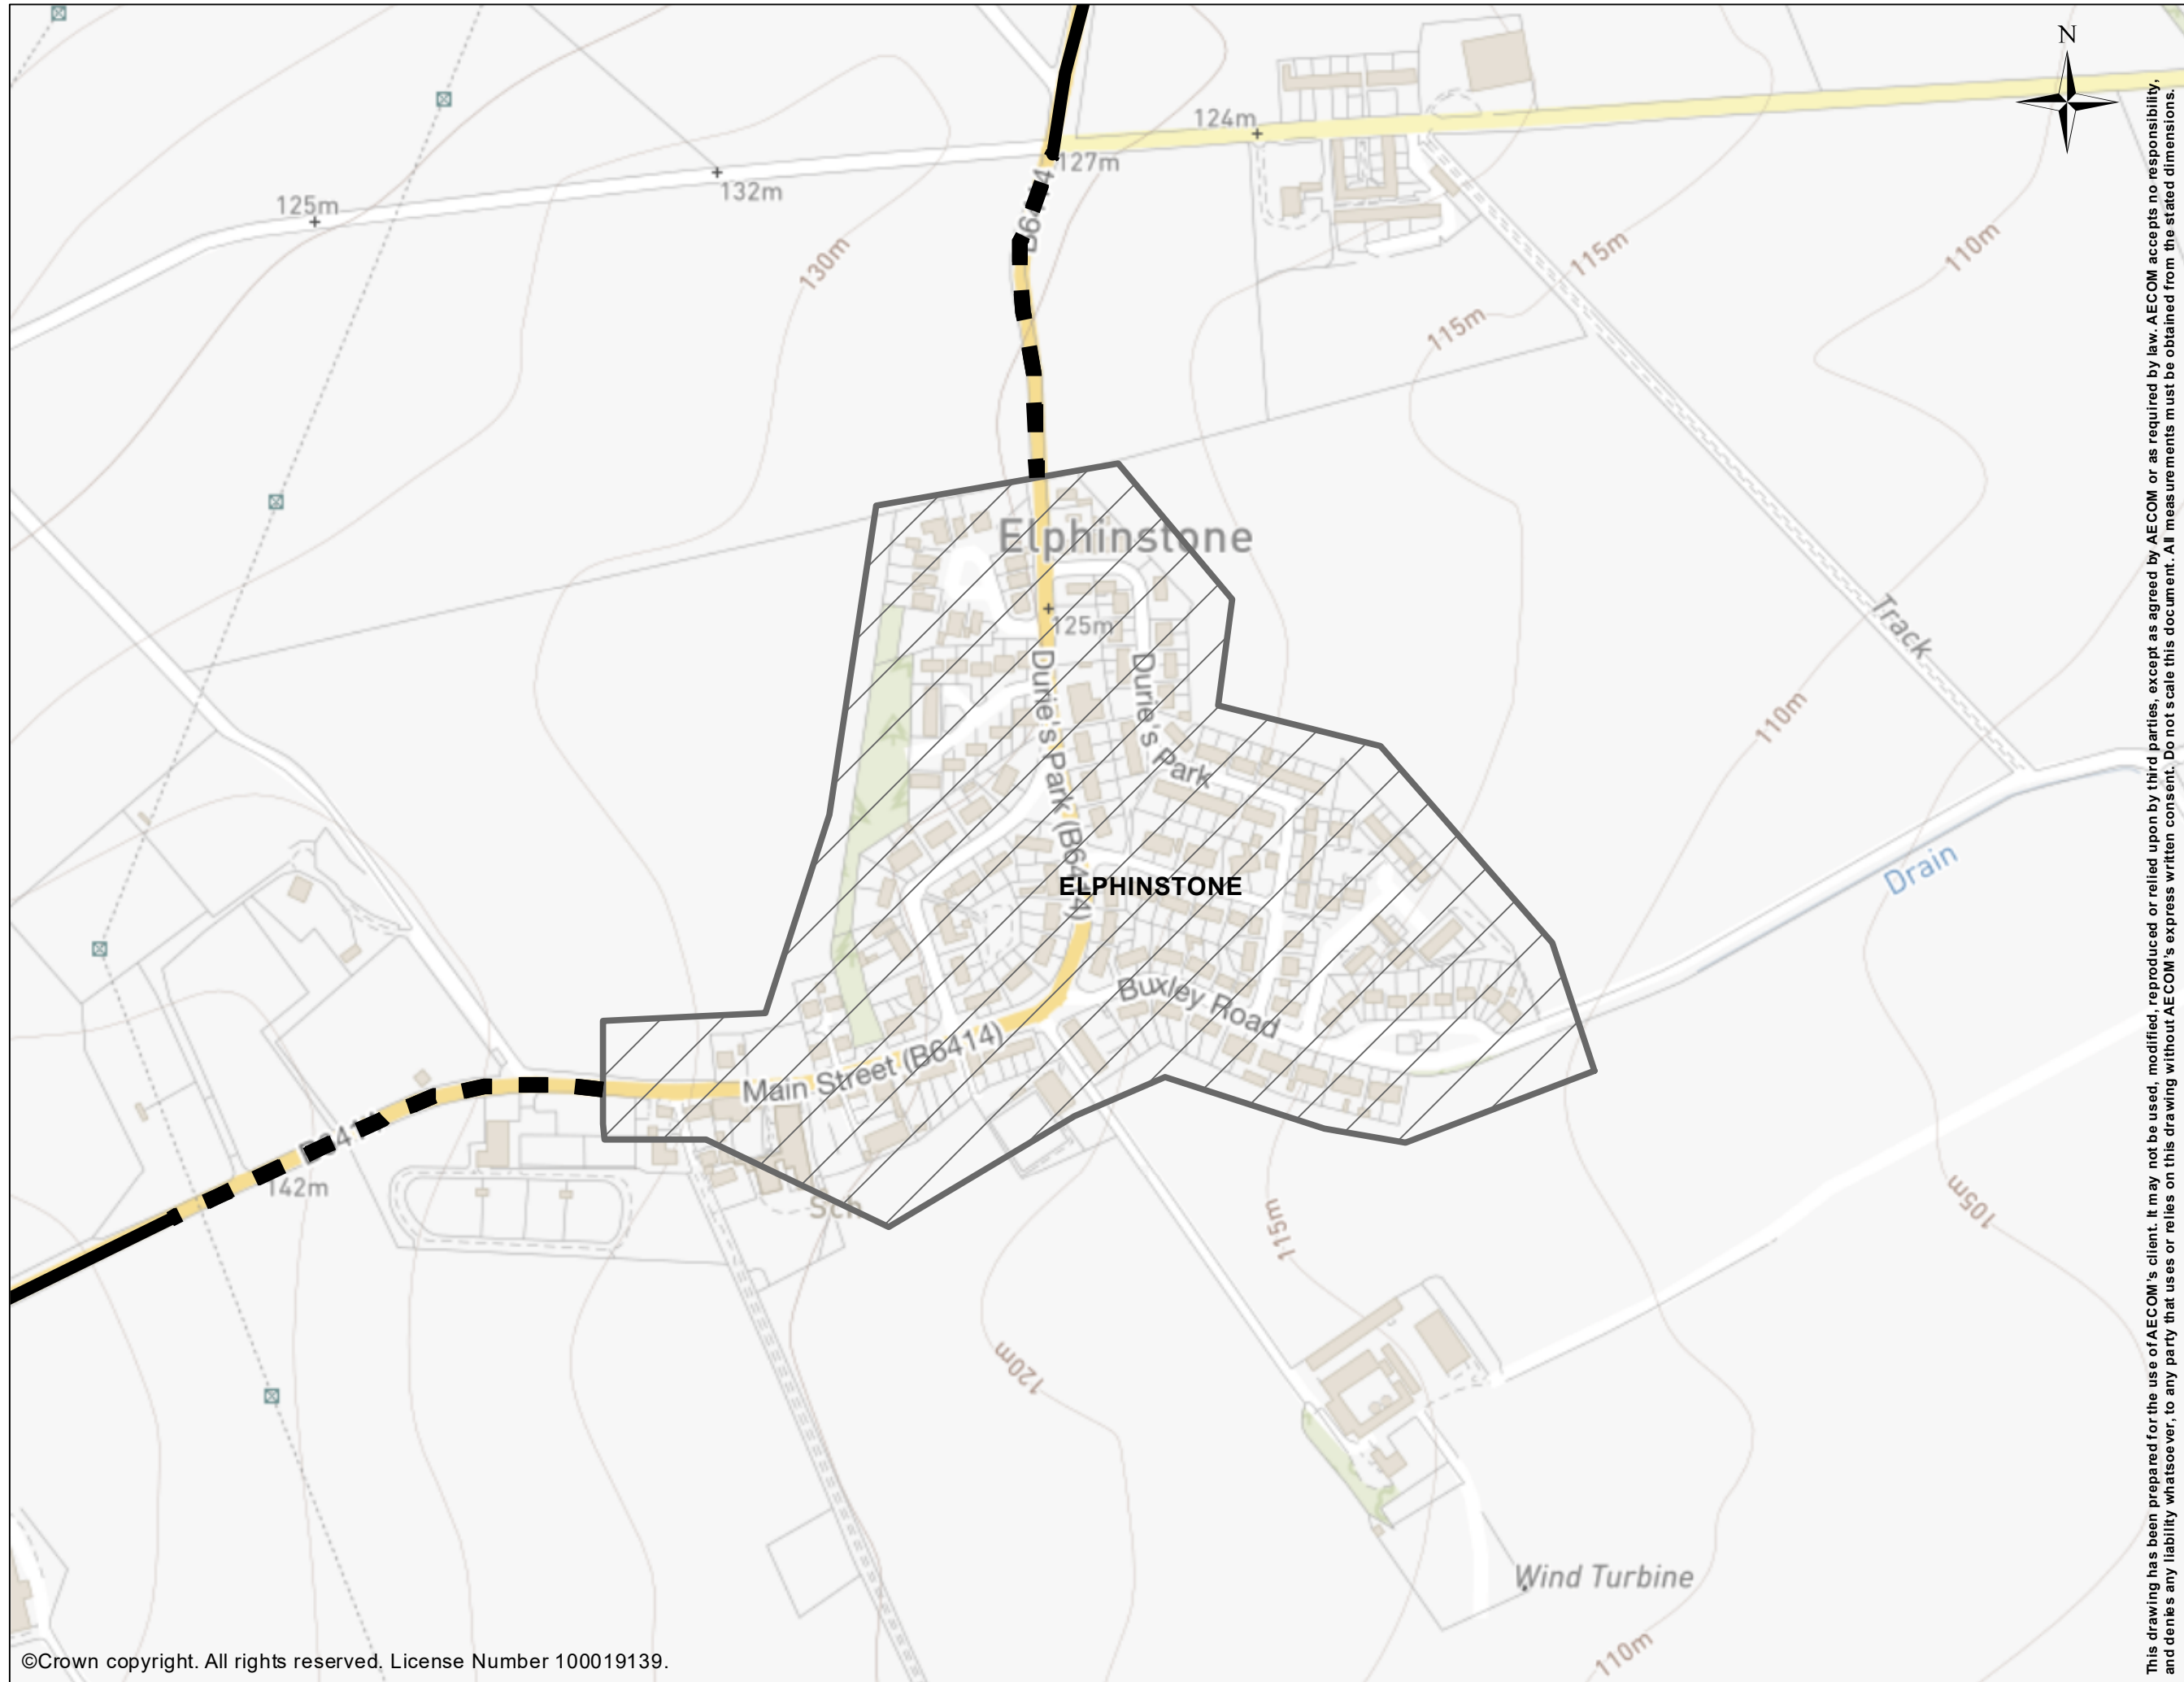 N
124m
127m
132m
125m
130m
115m
110m
115m
Elphinstone
125m
Track
Durie's Park (B6414)
Durie's Park
110m
Drain
ELPHINSTONE
Buxley Road
Main Street (B6414)
142m
Sch
105m
115m
120m
Wind Turbine
110m
©Crown copyright. All rights reserved. License Number 100019139.
This drawing has been prepared for the use of AECOM's client. It may not be used, modified, reproduced or relied upon by third parties, except as agreed by AECOM or as required by law. AECOM accepts no responsibility,
and denies any liability whatsoever, to any party that uses or relies on this drawing without AECOM's express written consent. Do not scale this document. All measurements must be obtained from the stated dimensions.